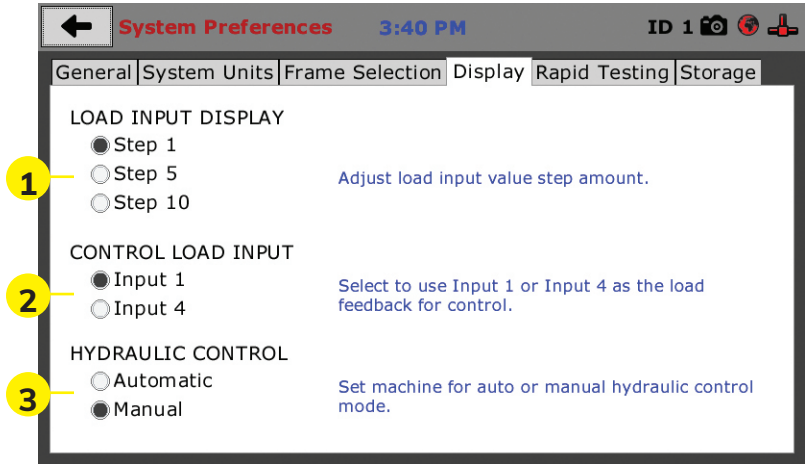 System Preferences 3:40 PM ID 1
General System Units Frame Selection Display Rapid Testing Storage
LOAD INPUT DISPLAY
Step 1
1
Step 5
Adjust load input value step amount.
Step 10
CONTROL LOAD INPUT
Input 1
2
Input 4
Select to use Input 1 or Input 4 as the load
feedback for control.
HYDRAULIC CONTROL
Automatic
3
Manual
Set machine for auto or manual hydraulic control
mode.